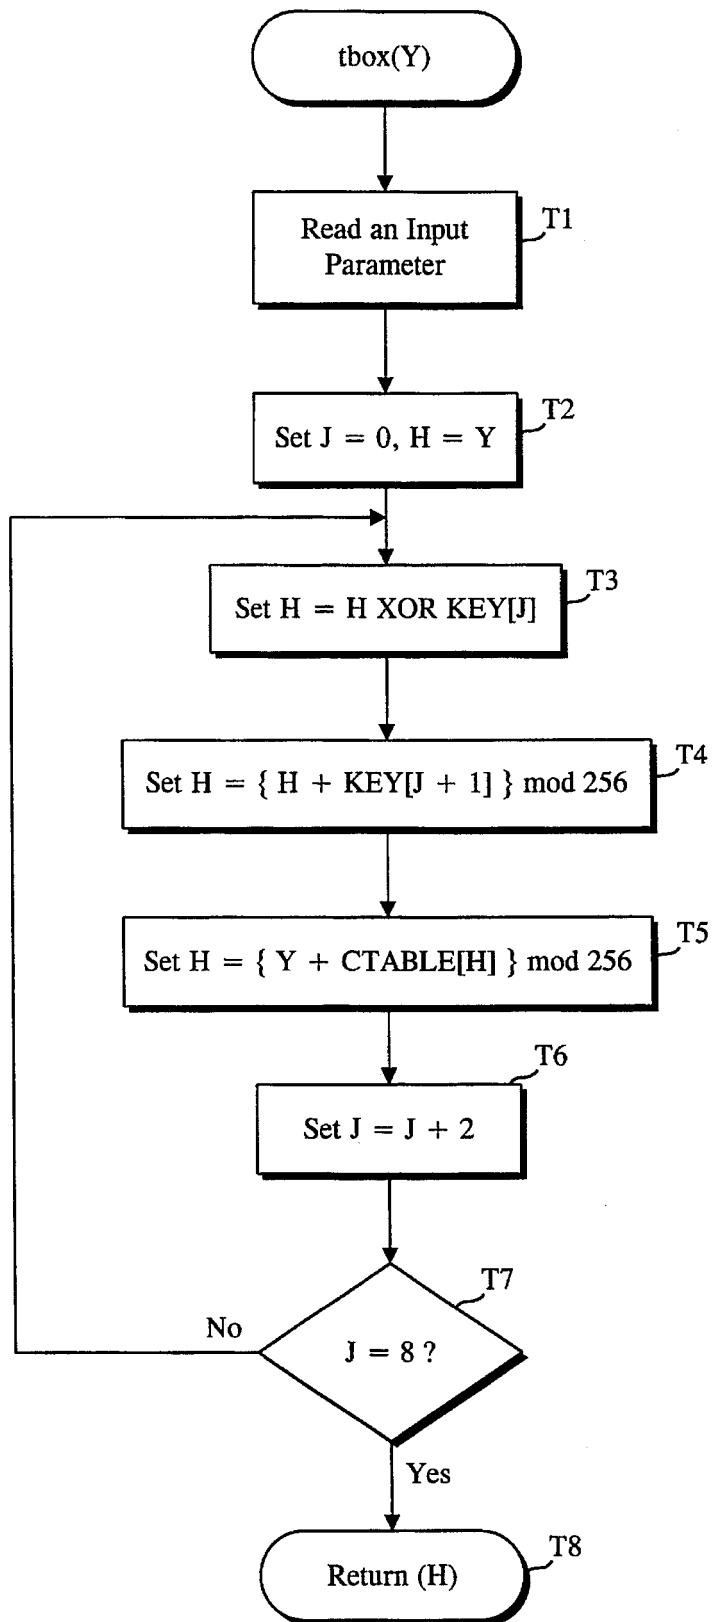 tbox(Y)
T1
Read an Input
Parameter
T2
Set J = 0, H = Y
T3
Set H = H XOR KEY[J]
T4
Set H = { H + KEY[J + 1] } mod 256
T5
Set H = { Y + CTABLE[H] } mod 256
T6
Set J = J + 2
T7
No
J = 8 ?
Yes
T8
Return (H)